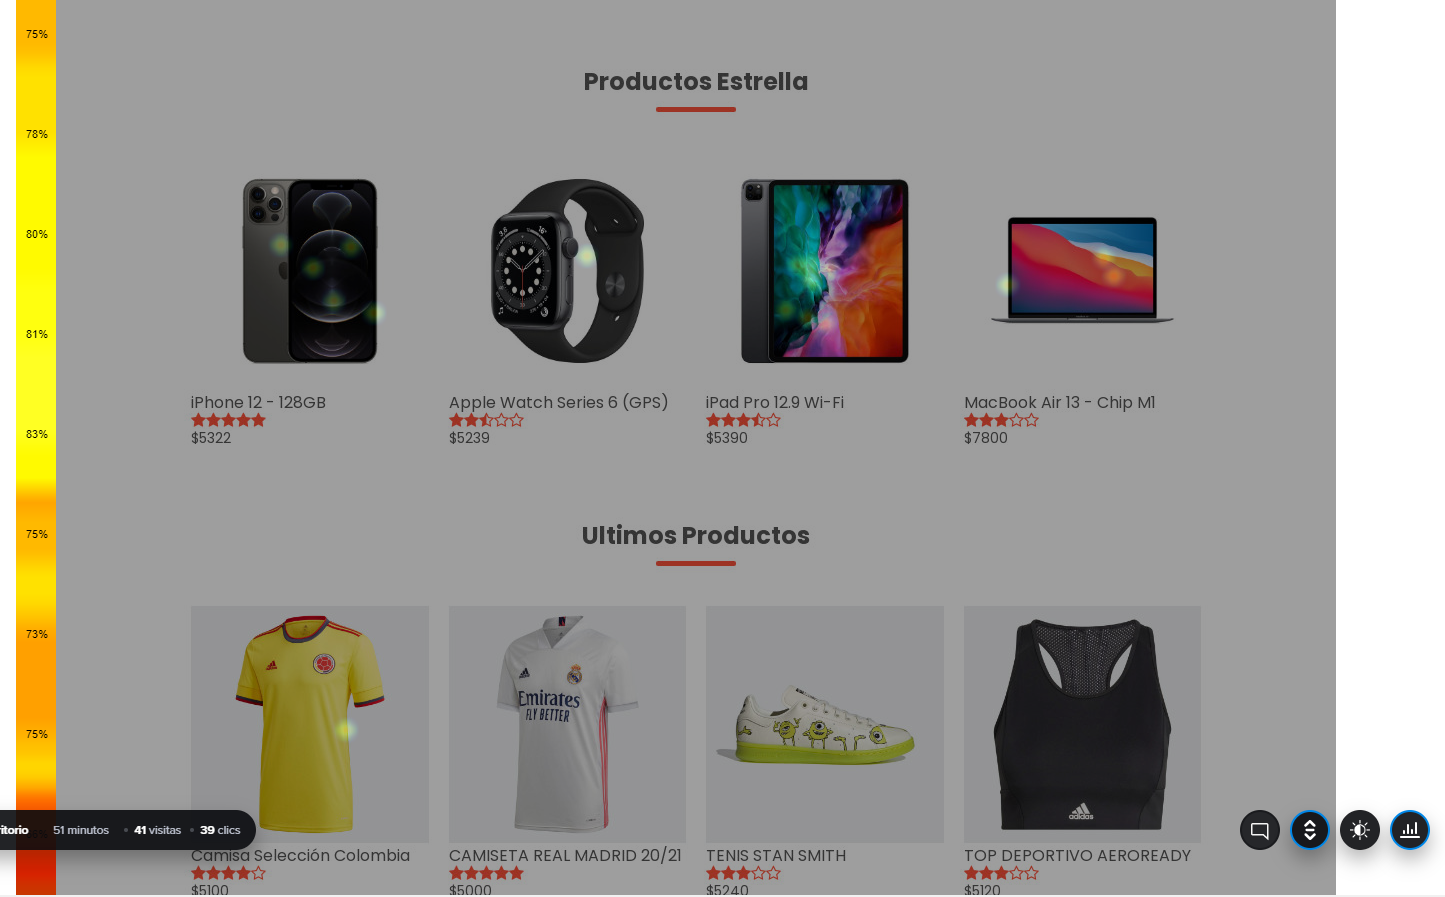 75%
Productos Estrella
78%
80%
81%
iPhone 12 - 128GB
Apple Watch Series 6 (GPS)
iPad Pro 12.9 Wi-Fi
MacBook Air 13 - Chip M1
$5322
$5239
$5390
$7800
83%
75%
Ultimos Productos
73%
Emirates
FLY BETTER
75%
adidas
ritorio 51 minutos • 41 visitas • 39 clics
Camisa Selección Colombia
CAMISETA REAL MADRID 20/21
TENIS STAN SMITH
TOP DEPORTIVO AEROREADY
$5100
$5000
$5240
$5120